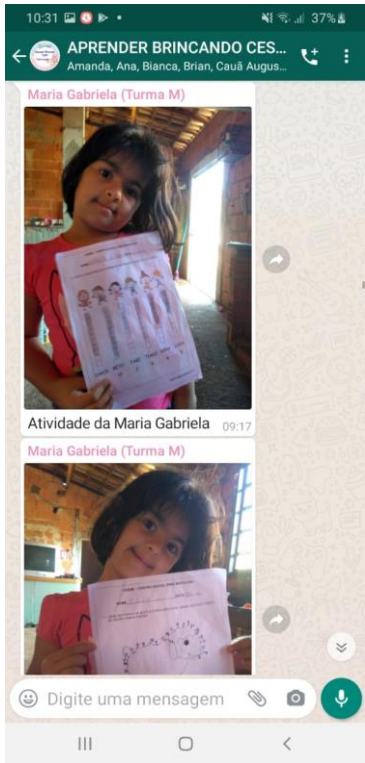 10:31
37%
APRENDER BRINCANDO CES...
Amanda, Ana, Bianca, Brian, Cauã Augus...
Maria Gabriela (Turma M)
Atividade da Maria Gabriela 09:17
Maria Gabriela (Turma M)
Digite uma mensagem